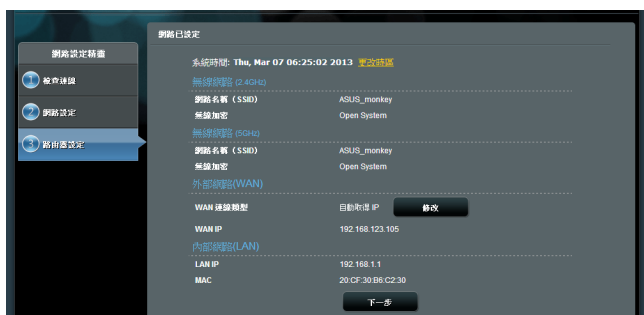 網路已設定
網路設定精靈
1 檢查連線
2 網路設定
3 路由器設定
系統時間: Thu, Mar 07 06:25:02 2013 更改時區
無線網路 (2.4GHz)
網路名稱 (SSID) ASUS_monkey
無線加密 Open System
無線網路 (5GHz)
網路名稱 (SSID) ASUS_monkey
無線加密 Open System
外部網路(WAN)
WAN 連線類型 自動取得 IP 修改
WAN IP 192.168.123.105
內部網路(LAN)
LAN IP 192.168.1.1
MAC 20:CF:30:B6:C2:30
下一步